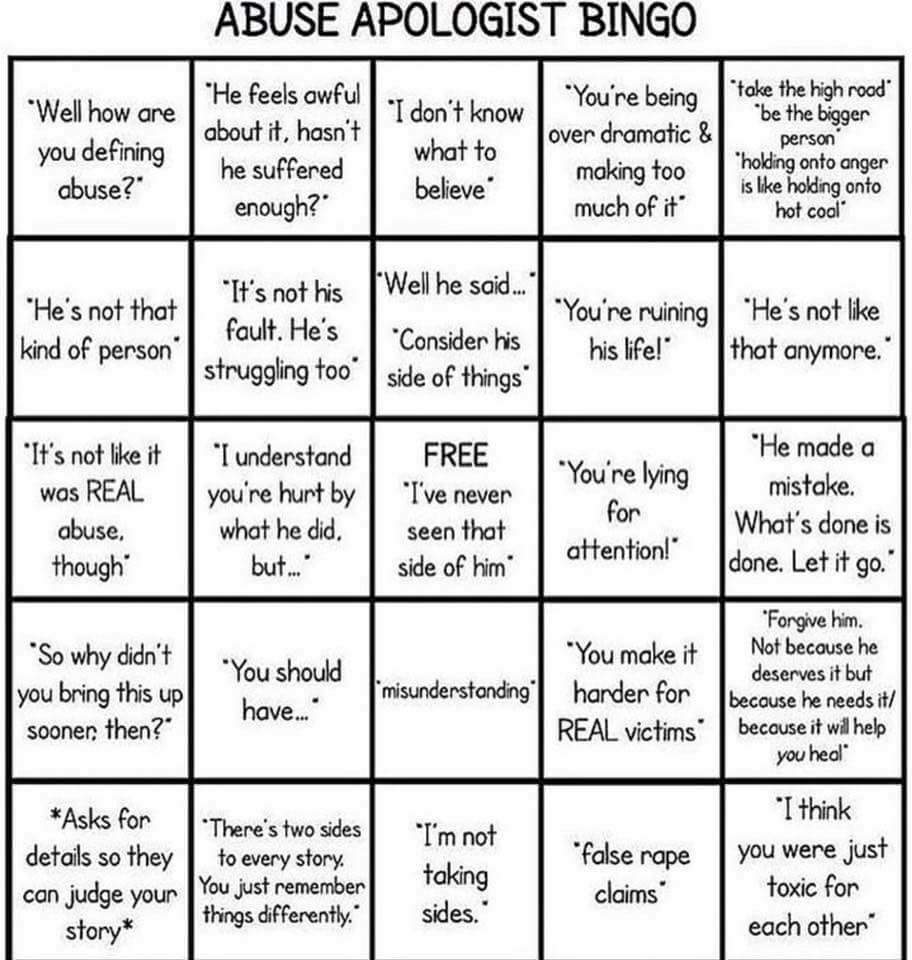 ABUSE APOLOGIST BINGO
"Well how are
you defining
abuse?"
"He feels awful
about it, hasn't
he suffered
enough?"
"I don't know
what to
believe"
"You're being
over dramatic &
making too
much of it"
"take the high road"
"be the bigger
person"
"holding onto anger
is like holding onto
hot coal"
"He's not that
kind of person"
"It's not his
fault. He's
struggling too"
"Well he said..."
"Consider his
side of things"
"You're ruining
his life!"
"He's not like
that anymore."
"It's not like it
was REAL
abuse,
though"
"I understand
you're hurt by
what he did,
but..."
FREE
"I've never
seen that
side of him"
"You're lying
for
attention!"
"He made a
mistake.
What's done is
done. Let it go."
"So why didn't
you bring this up
sooner, then?"
"You should
have..."
"misunderstanding"
"You make it
harder for
REAL victims"
"Forgive him.
Not because he
deserves it but
because he needs it/
because it will help
you heal"
*Asks for
details so they
can judge your
story*
"There's two sides
to every story.
You just remember
things differently."
"I'm not
taking
sides."
"false rape
claims"
"I think
you were just
toxic for
each other"